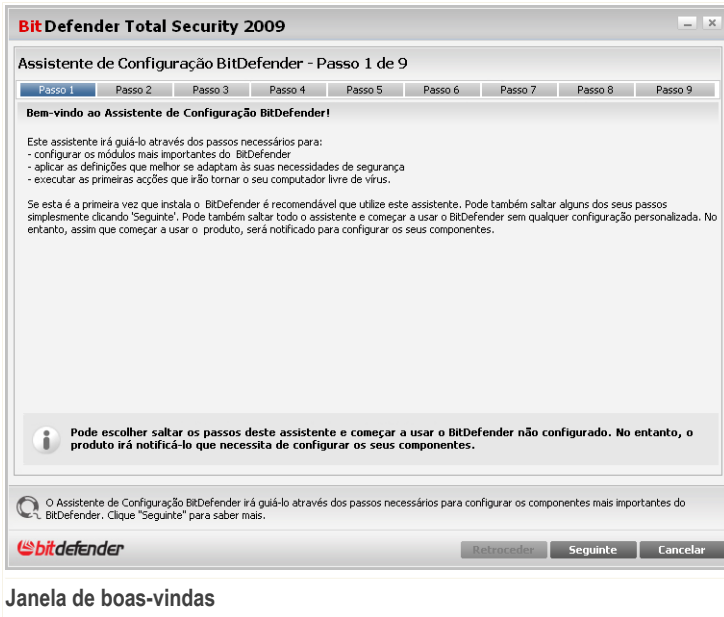 BitDefender Total Security 2009
Assistente de Configuração BitDefender - Passo 1 de 9
Passo 1 Passo 2 Passo 3 Passo 4 Passo 5 Passo 6 Passo 7 Passo 8 Passo 9
Bem-vindo ao Assistente de Configuração BitDefender!
Este assistente irá guiá-lo através dos passos necessários para:
- configurar os módulos mais importantes do BitDefender
- aplicar as definições que melhor se adaptam às suas necessidades de segurança
- executar as primeiras acções que irão tornar o seu computador livre de vírus.
Se esta é a primeira vez que instala o BitDefender é recomendável que utilize este assistente. Pode também saltar alguns dos seus passos
simplesmente clicando 'Seguinte'. Pode também saltar todo o assistente e começar a usar o BitDefender sem qualquer configuração personalizada. No
entanto, assim que começar a usar o produto, será notificado para configurar os seus componentes.
Pode escolher saltar os passos deste assistente e começar a usar o BitDefender não configurado. No entanto, o
produto irá notificá-lo que necessita de configurar os seus componentes.
O Assistente de Configuração BitDefender irá guiá-lo através dos passos necessários para configurar os componentes mais importantes do
BitDefender. Clique "Seguinte" para saber mais.
bitdefender Retroceder Seguinte Cancelar
Janela de boas-vindas